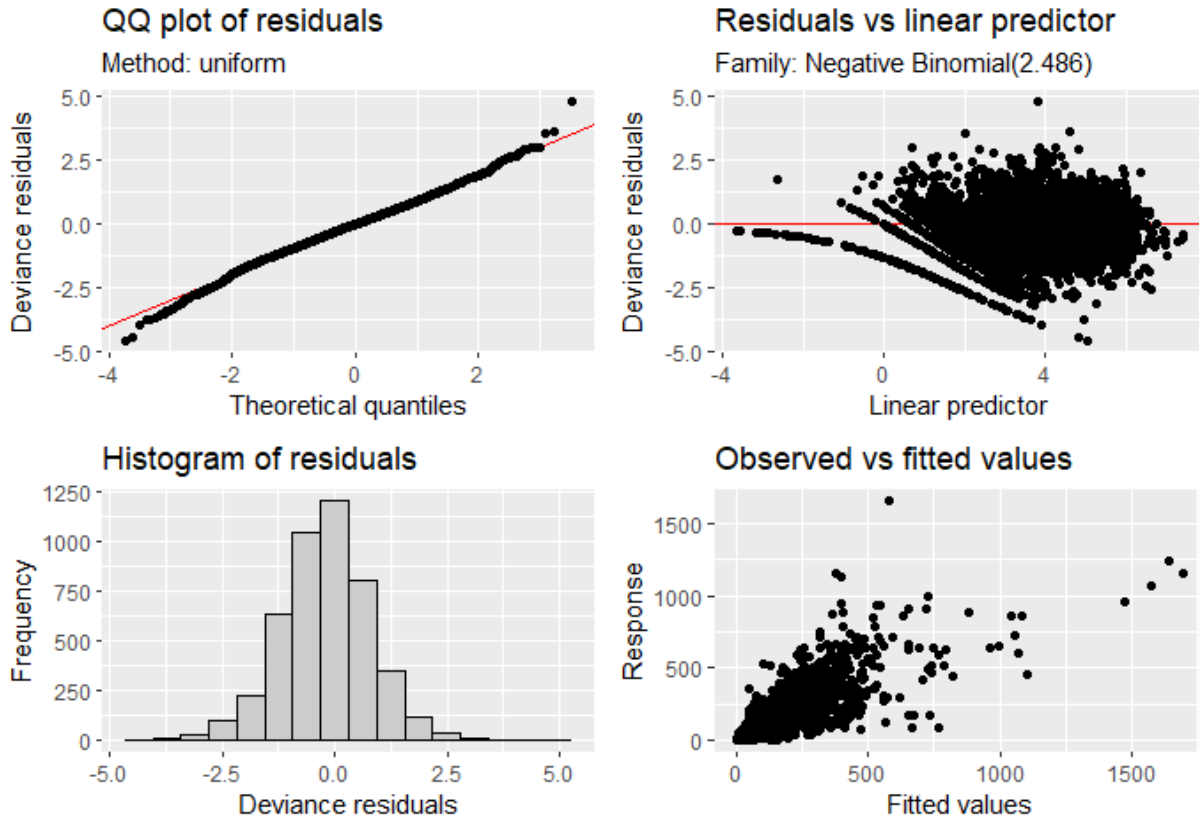 QQ plot of residuals
Method: uniform
5.0
2.5
0.0
-2.5
-5.0
Deviance residuals
-4
-2
0
2
Theoretical quantiles
Residuals vs linear predictor
Family: Negative Binomial(2.486)
5.0
2.5
0.0
-2.5
-5.0
Deviance residuals
-4
0
4
Linear predictor
Histogram of residuals
1250
1000
750
500
250
0
Frequency
-5.0
-2.5
0.0
2.5
5.0
Deviance residuals
Observed vs fitted values
1500
1000
500
0
Response
0
500
1000
1500
Fitted values